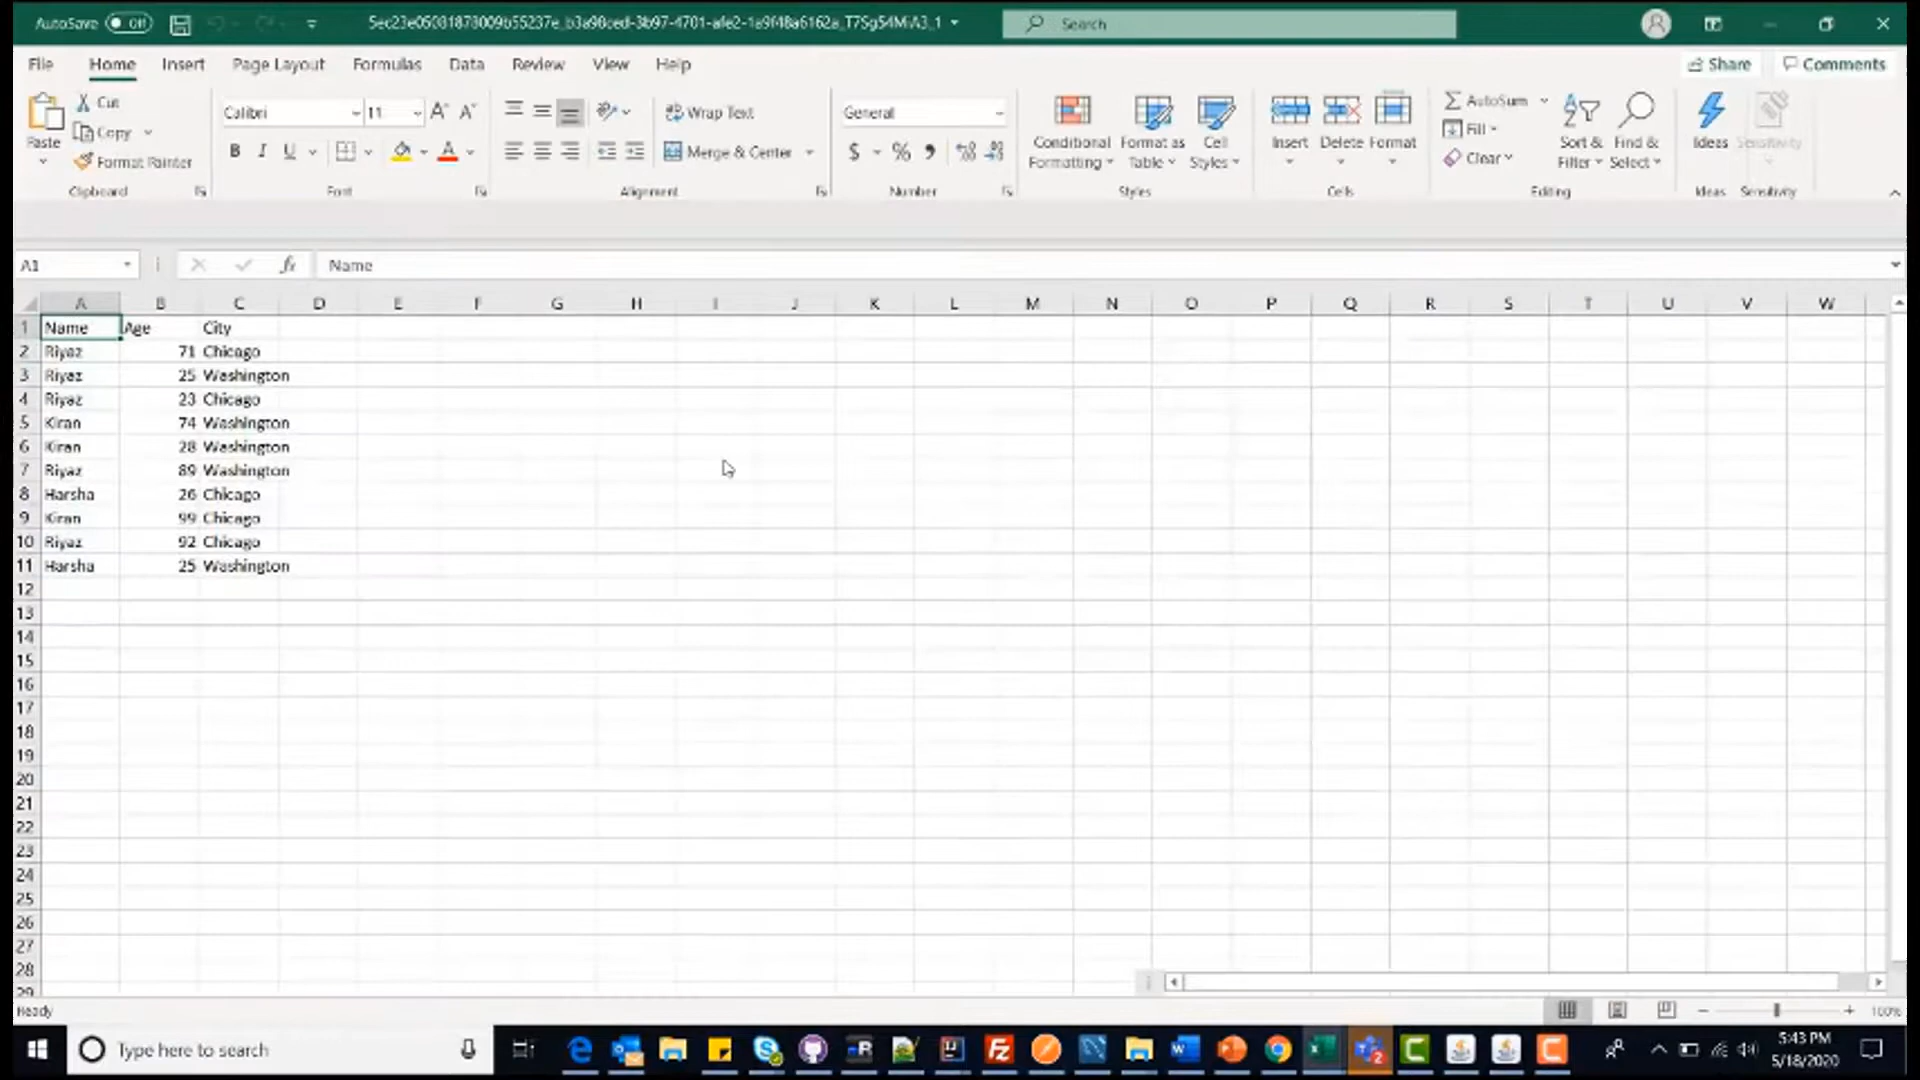 AutoSave Off Search
File Home Insert Page Layout Formulas Data Review View Help Share Comments
Cut
Copy
Format Painter
Paste
Calibri 11
Wrap Text
Merge & Center
General
Conditional Formatting
Format as Table
Cell Styles
Insert Delete Format
AutoSum
Fill
Clear
Sort & Filter
Find & Select
Ideas Sensitivity
Clipboard Font Alignment Number Styles Cells Editing Ideas Sensitivity
A1 fx Name
A B C D E F G H I J K L M N O P Q R S T U V W
1 Name Age City
2 Riyaz 71 Chicago
3 Riyaz 25 Washington
4 Riyaz 23 Chicago
5 Kiran 74 Washington
6 Kiran 28 Washington
7 Riyaz 89 Washington
8 Harsha 26 Chicago
9 Kiran 99 Chicago
10 Riyaz 92 Chicago
11 Harsha 25 Washington
12
13
14
15
16
17
18
19
20
21
22
23
24
25
26
27
28
29
Ready 100%
Type here to search
5:43 PM
5/18/2020